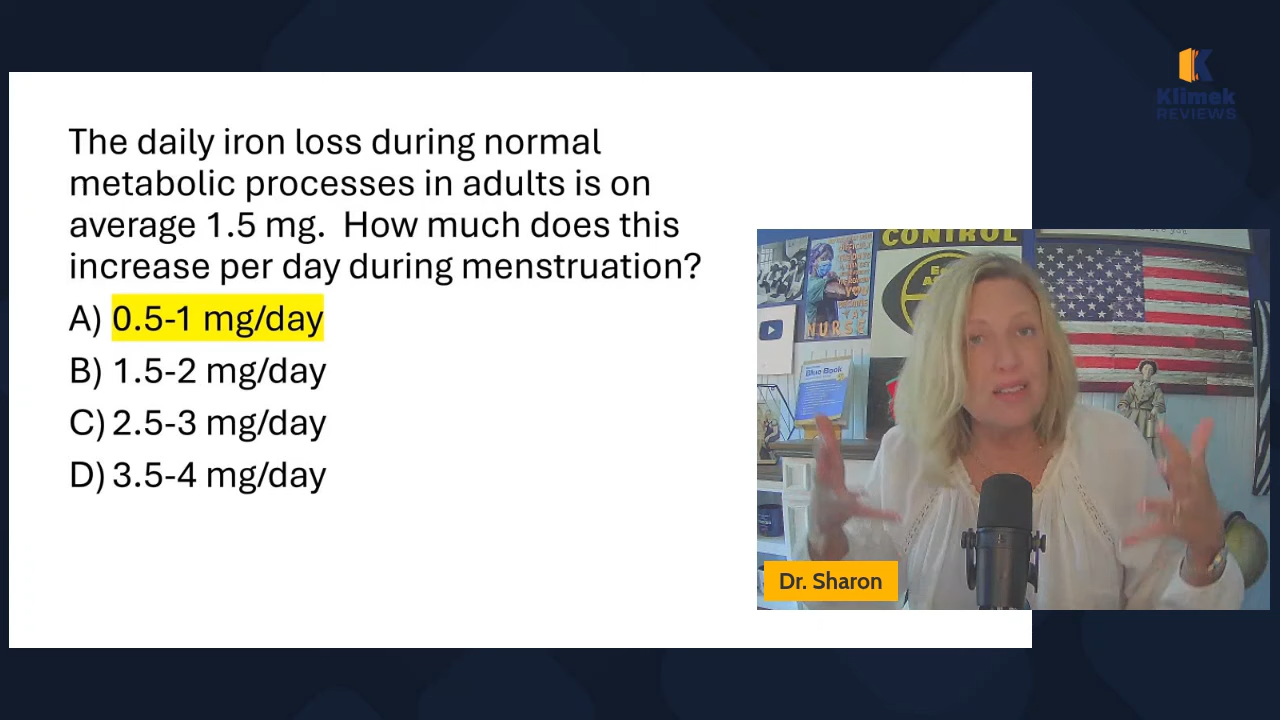 Klimek
REVIEWS
The daily iron loss during normal
metabolic processes in adults is on
average 1.5 mg. How much does this
increase per day during menstruation?
A) 0.5-1 mg/day
B) 1.5-2 mg/day
C) 2.5-3 mg/day
D) 3.5-4 mg/day
CONTROL
NURSE
Blue Book
Dr. Sharon